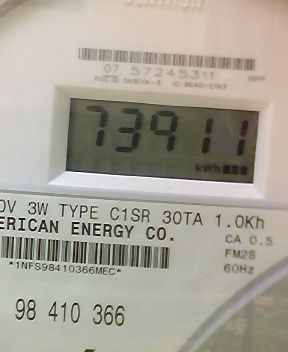 07 57245311
73911
kWh
0V 3W TYPE C1SR 30TA 1.0Kh
ERICAN ENERGY CO.
CA 0.5
FM2S
60Hz
*1NFS98410366MEC*
98 410 366